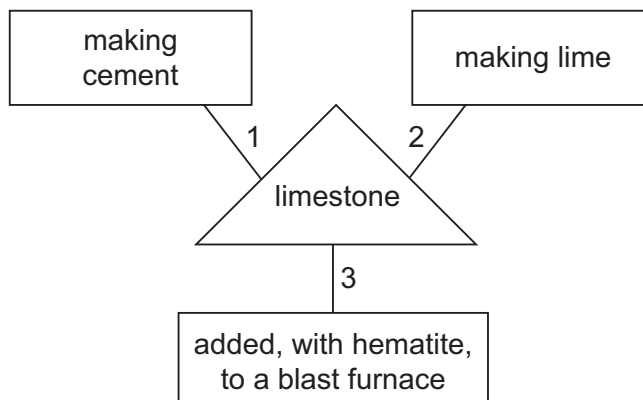 making
cement
making lime
1
2
limestone
3
added, with hematite,
to a blast furnace